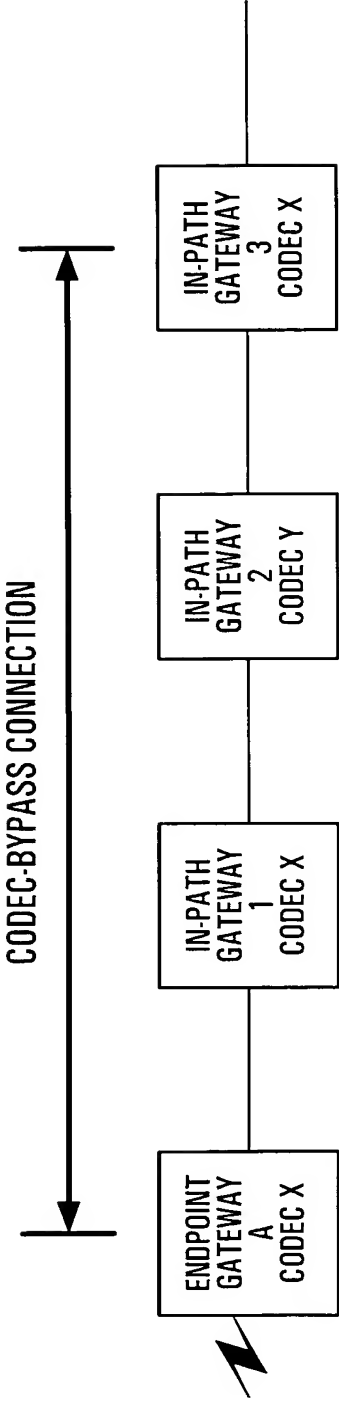 CODEC-BYPASS CONNECTION
ENDPOINT
GATEWAY
A
CODEC X
IN-PATH
GATEWAY
1
CODEC X
IN-PATH
GATEWAY
2
CODEC Y
IN-PATH
GATEWAY
3
CODEC X